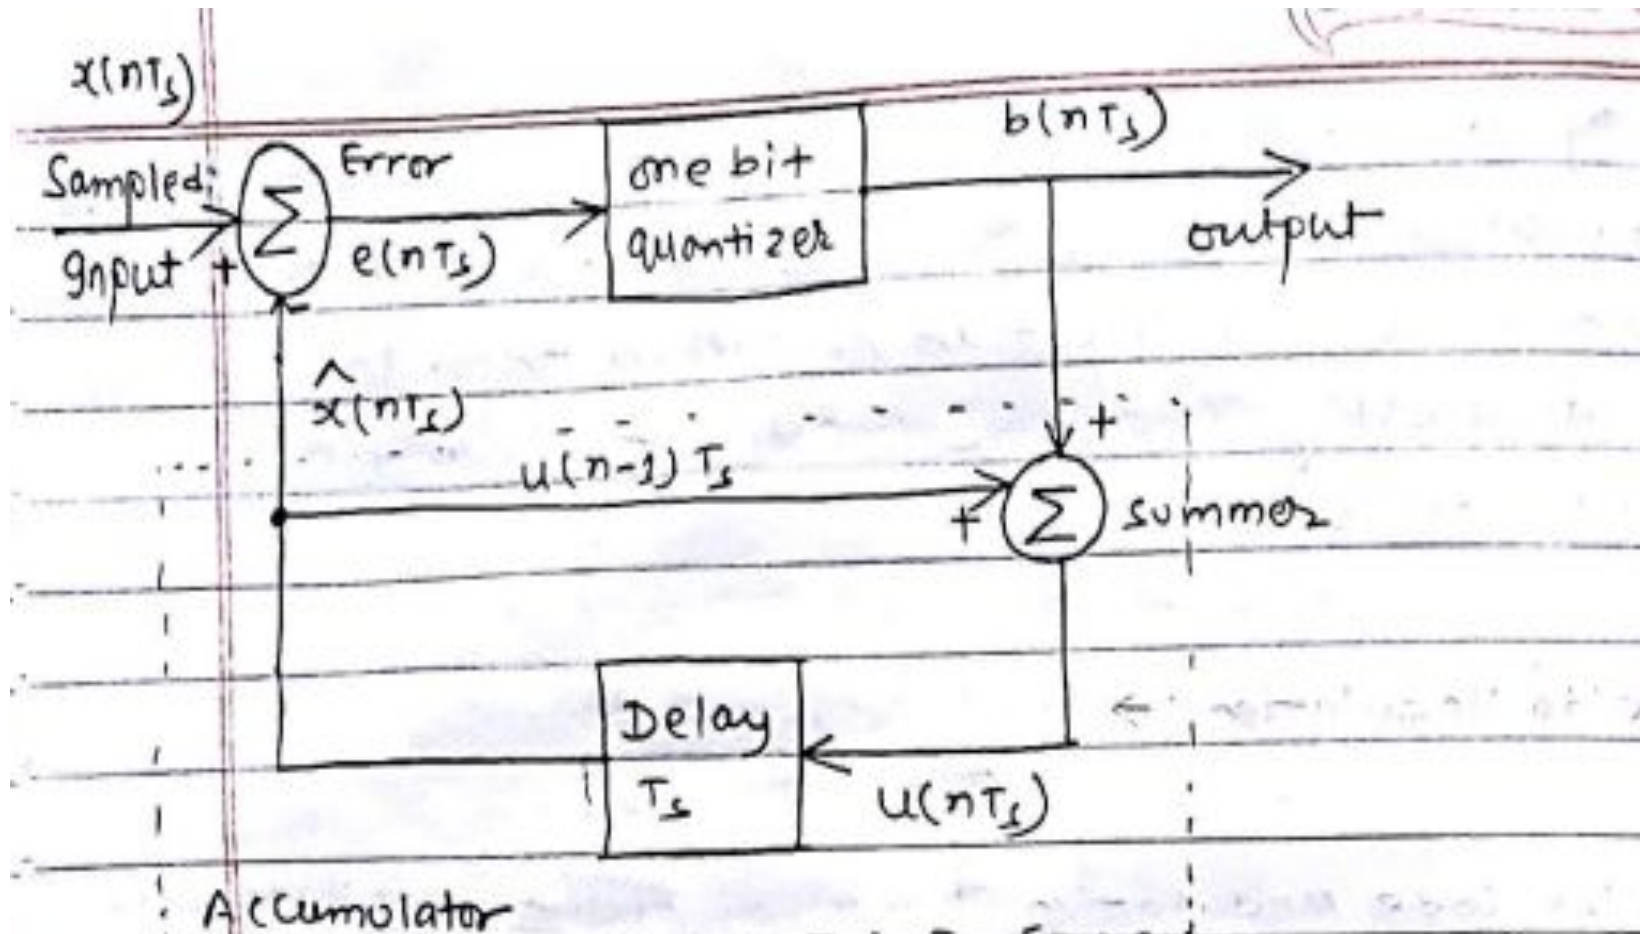 x(nTs)
Sampled
Input
+
Σ
-
Error
e(nTs)
one bit
quantizer
b(nTs)
output
x̂(nTs)
u(n-1)Ts
+
+
Σ
summer
Delay
Ts
u(nTs)
Accumulator